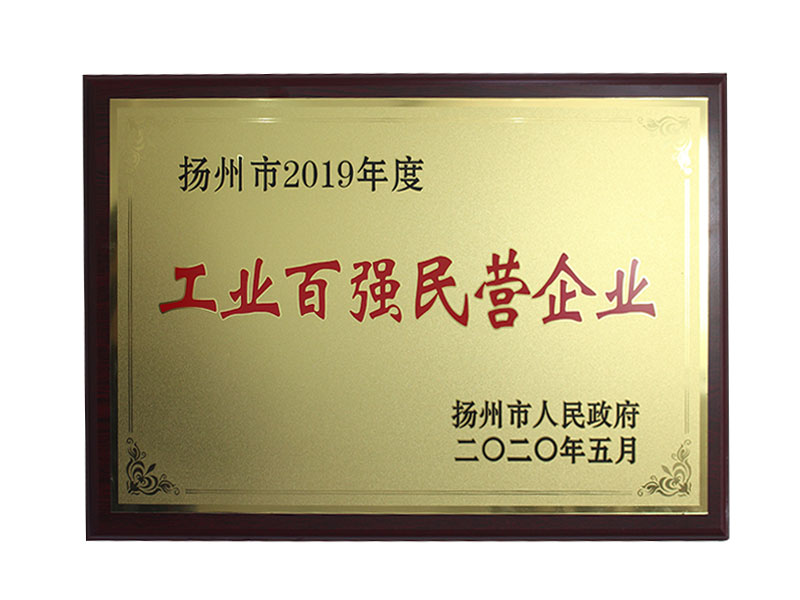 扬州市2019年度
工业百强民营企业
扬州市人民政府
二〇二〇年五月